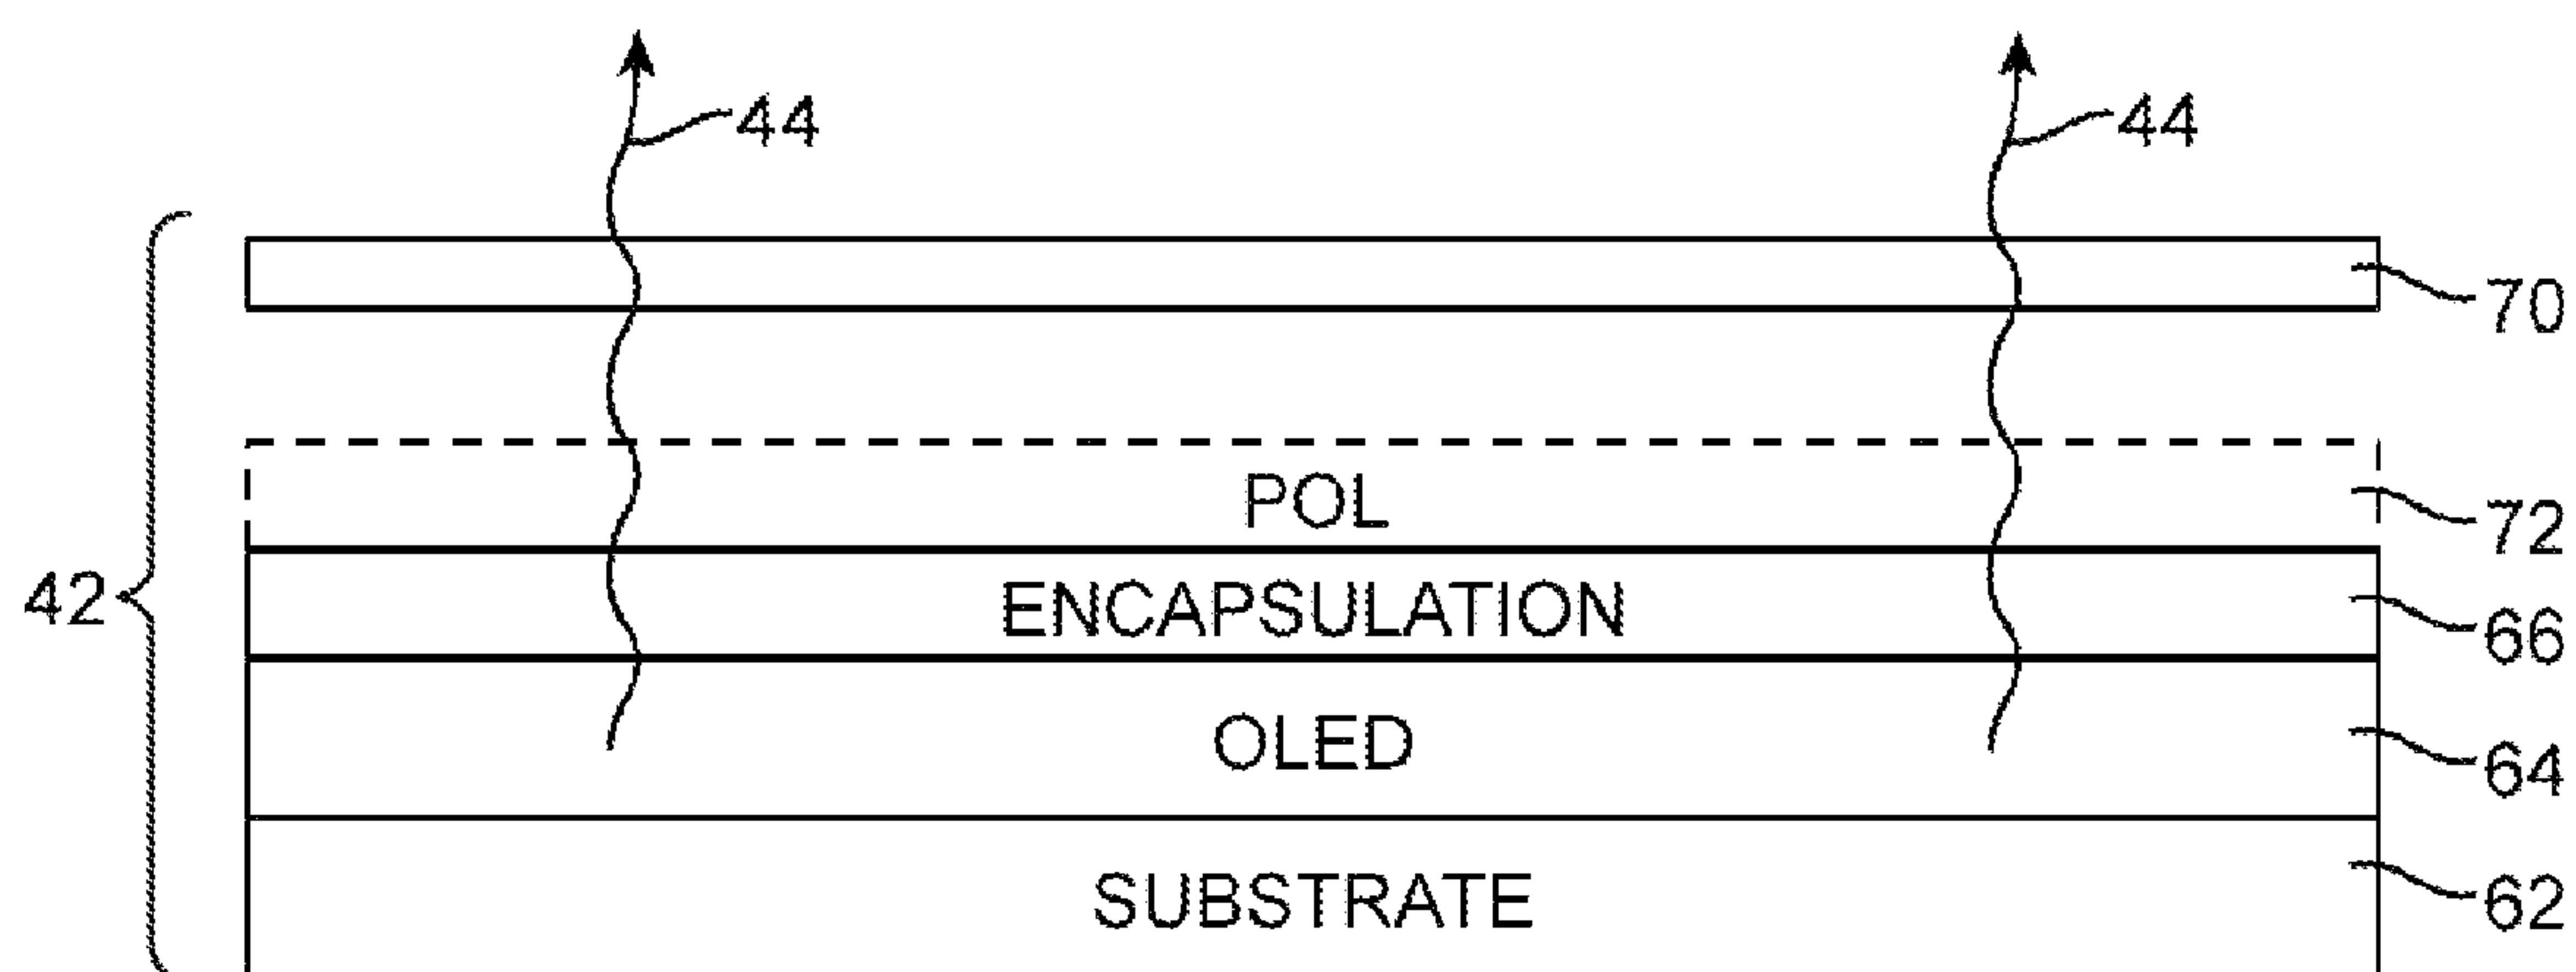 44 44
70
POL
72
42
ENCAPSULATION
66
OLED
64
SUBSTRATE
62